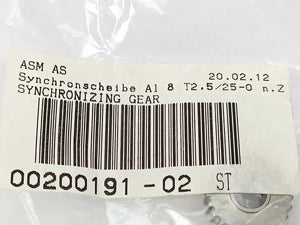 ASM AS 20.02.12
Synchronscheibe Al 8 T2,5/25-0 n.Z
SYNCHRONIZING GEAR
00200191-02 ST